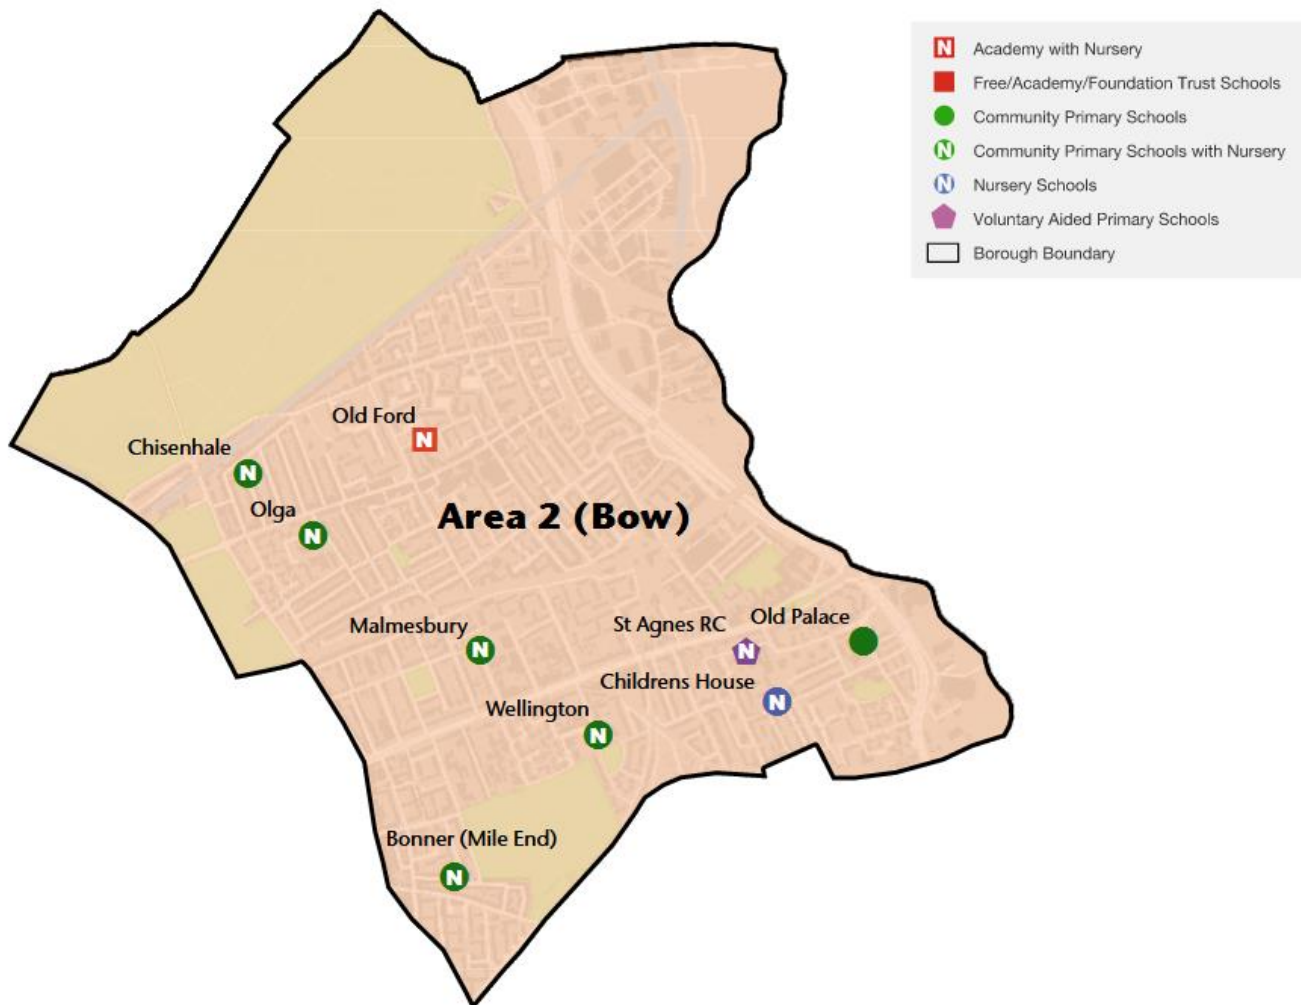 N Academy with Nursery
Free/Academy/Foundation Trust Schools
Community Primary Schools
N Community Primary Schools with Nursery
N Nursery Schools
Voluntary Aided Primary Schools
Borough Boundary
Old Ford
N
Chisenhale
N
Olga
N
Area 2 (Bow)
Malmesbury
N
St Agnes RC
N
Old Palace
Childrens House
N
Wellington
N
Bonner (Mile End)
N